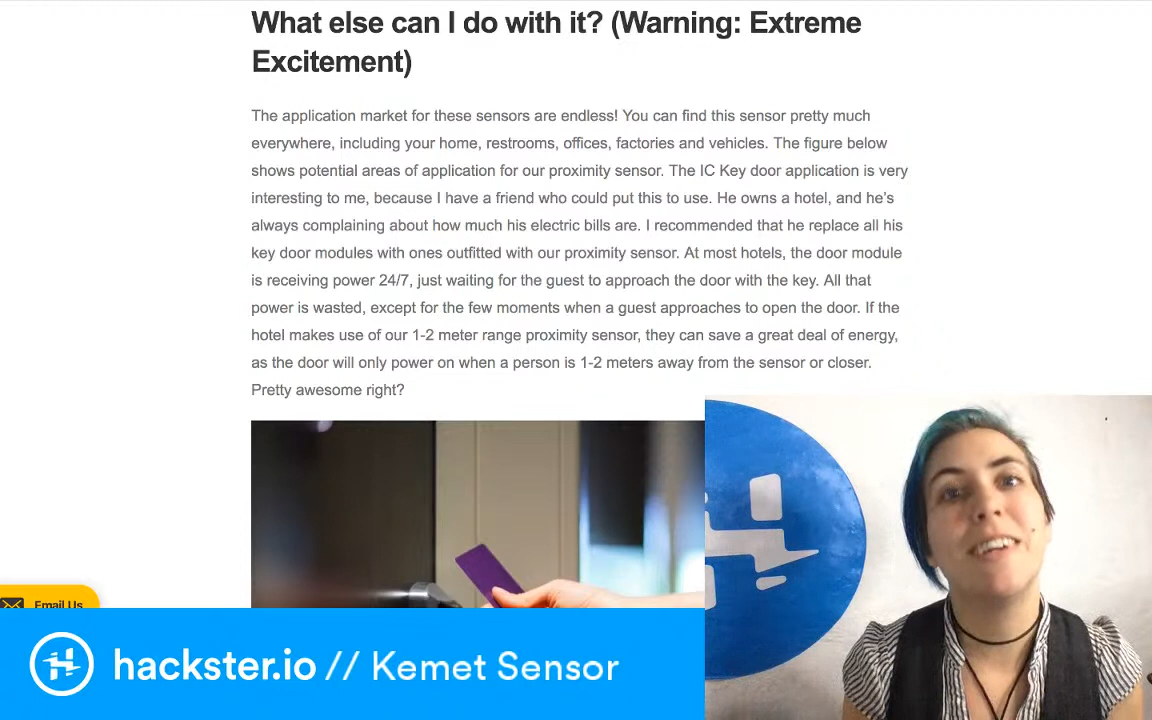 What else can I do with it? (Warning: Extreme
Excitement)
The application market for these sensors are endless! You can find this sensor pretty much
everywhere, including your home, restrooms, offices, factories and vehicles. The figure below
shows potential areas of application for our proximity sensor. The IC Key door application is very
interesting to me, because I have a friend who could put this to use. He owns a hotel, and he's
always complaining about how much his electric bills are. I recommended that he replace all his
key door modules with ones outfitted with our proximity sensor. At most hotels, the door module
is receiving power 24/7, just waiting for the guest to approach the door with the key. All that
power is wasted, except for the few moments when a guest approaches to open the door. If the
hotel makes use of our 1-2 meter range proximity sensor, they can save a great deal of energy,
as the door will only power on when a person is 1-2 meters away from the sensor or closer.
Pretty awesome right?
Email Us
hackster.io // Kemet Sensor